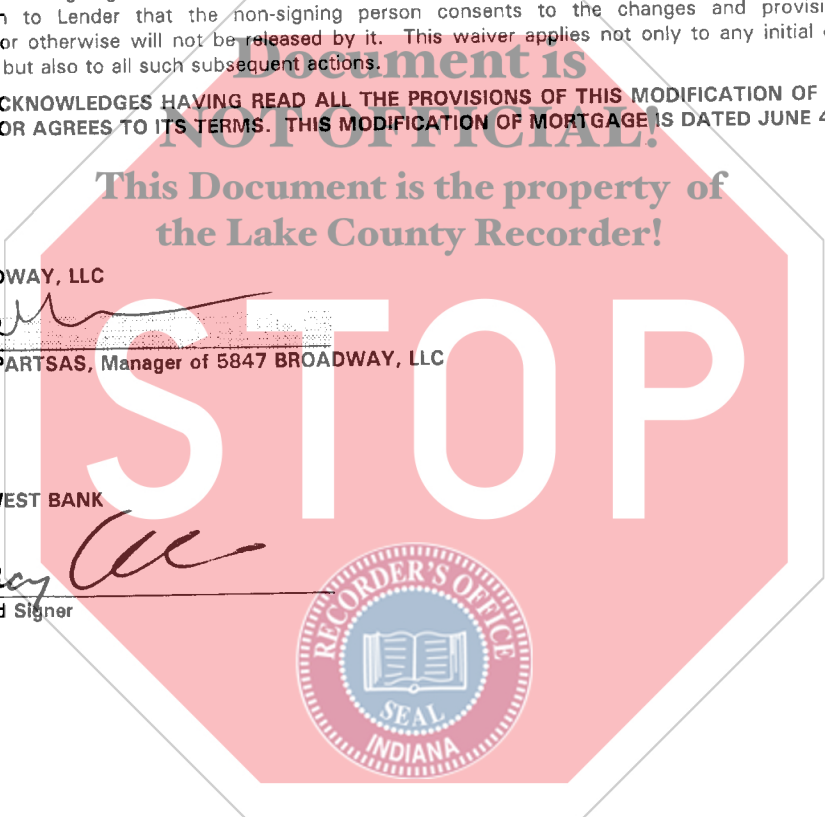 n to Lender that the non-signing person consents to the changes and provisi
or otherwise will not be released by it. This waiver applies not only to any initial
but also to all such subsequent actions.
Document is
CKNOWLEDGES HAVING READ ALL THE PROVISIONS OF THIS MODIFICATION OF
OR AGREES TO ITS TERMS. THIS MODIFICATION OF MORTGAGE IS DATED JUNE 4
NOT OFFICIAL!
This Document is the property of
the Lake County Recorder!
DWAY, LLC
PARTSAS, Manager of 5847 BROADWAY, LLC
STOP
VEST BANK
d Signer
RECORDER'S OFFICE
SEAL
INDIANA